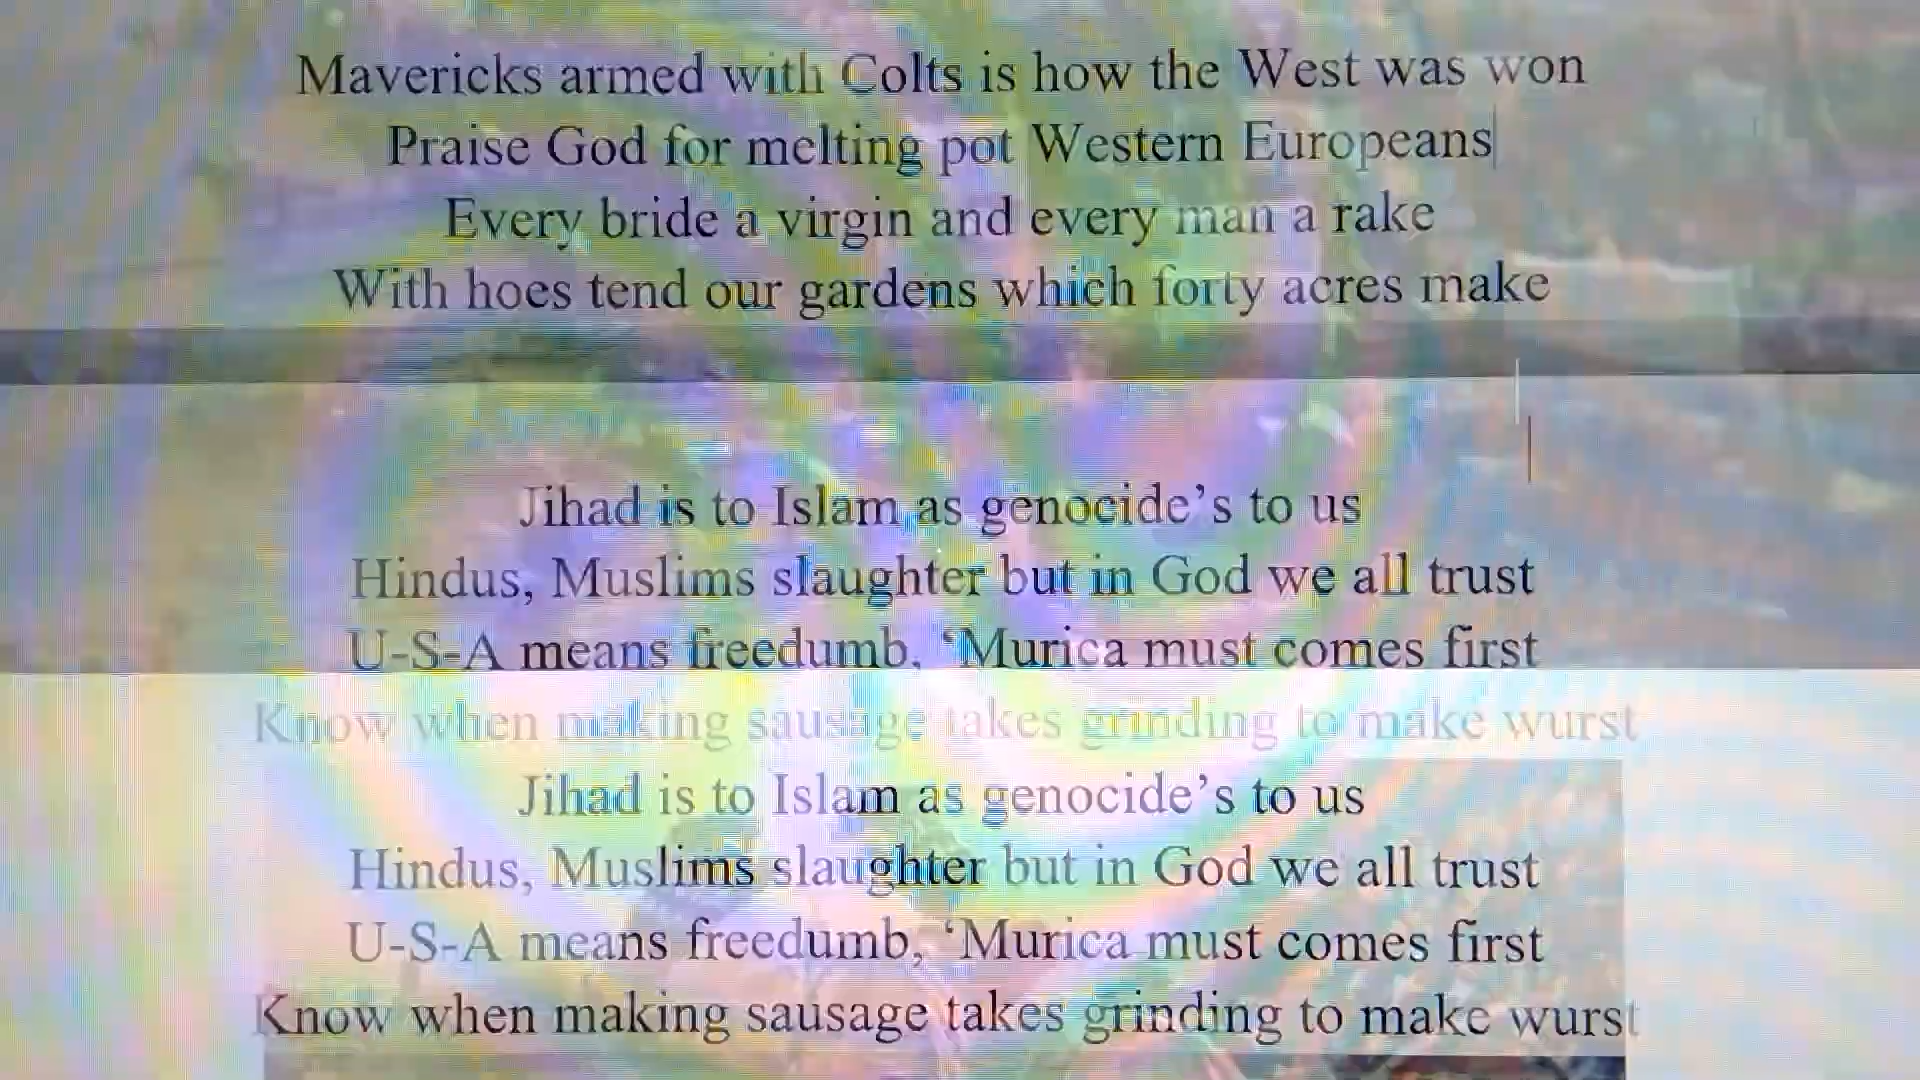 Mavericks armed with Colts is how the West was won
Praise God for melting pot Western Europeans
Every bride a virgin and every man a rake
With hoes tend our gardens which forty acres make
Jihad is to Islam as genocide’s to us
Hindus, Muslims slaughter but in God we all trust
U-S-A means freedumb, ‘Murica must comes first
Know when making sausage takes grinding to make wurst
Jihad is to Islam as genocide’s to us
Hindus, Muslims slaughter but in God we all trust
U-S-A means freedumb, ‘Murica must comes first
Know when making sausage takes grinding to make wurst